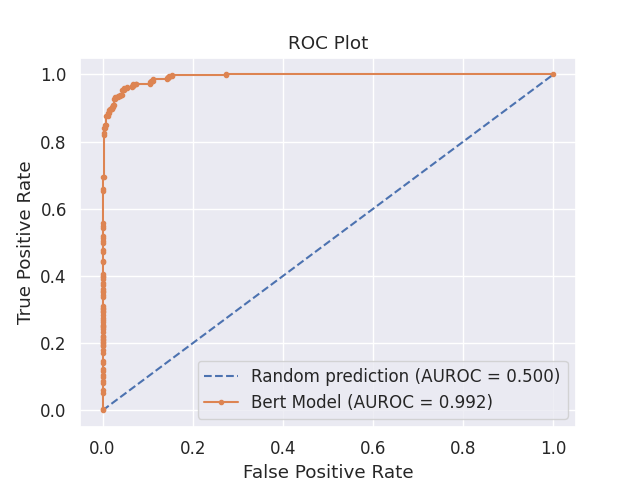 ROC Plot
True Positive Rate
1.0
0.8
0.6
0.4
0.2
0.0
Random prediction (AUROC = 0.500)
Bert Model (AUROC = 0.992)
0.0 0.2 0.4 0.6 0.8 1.0
False Positive Rate